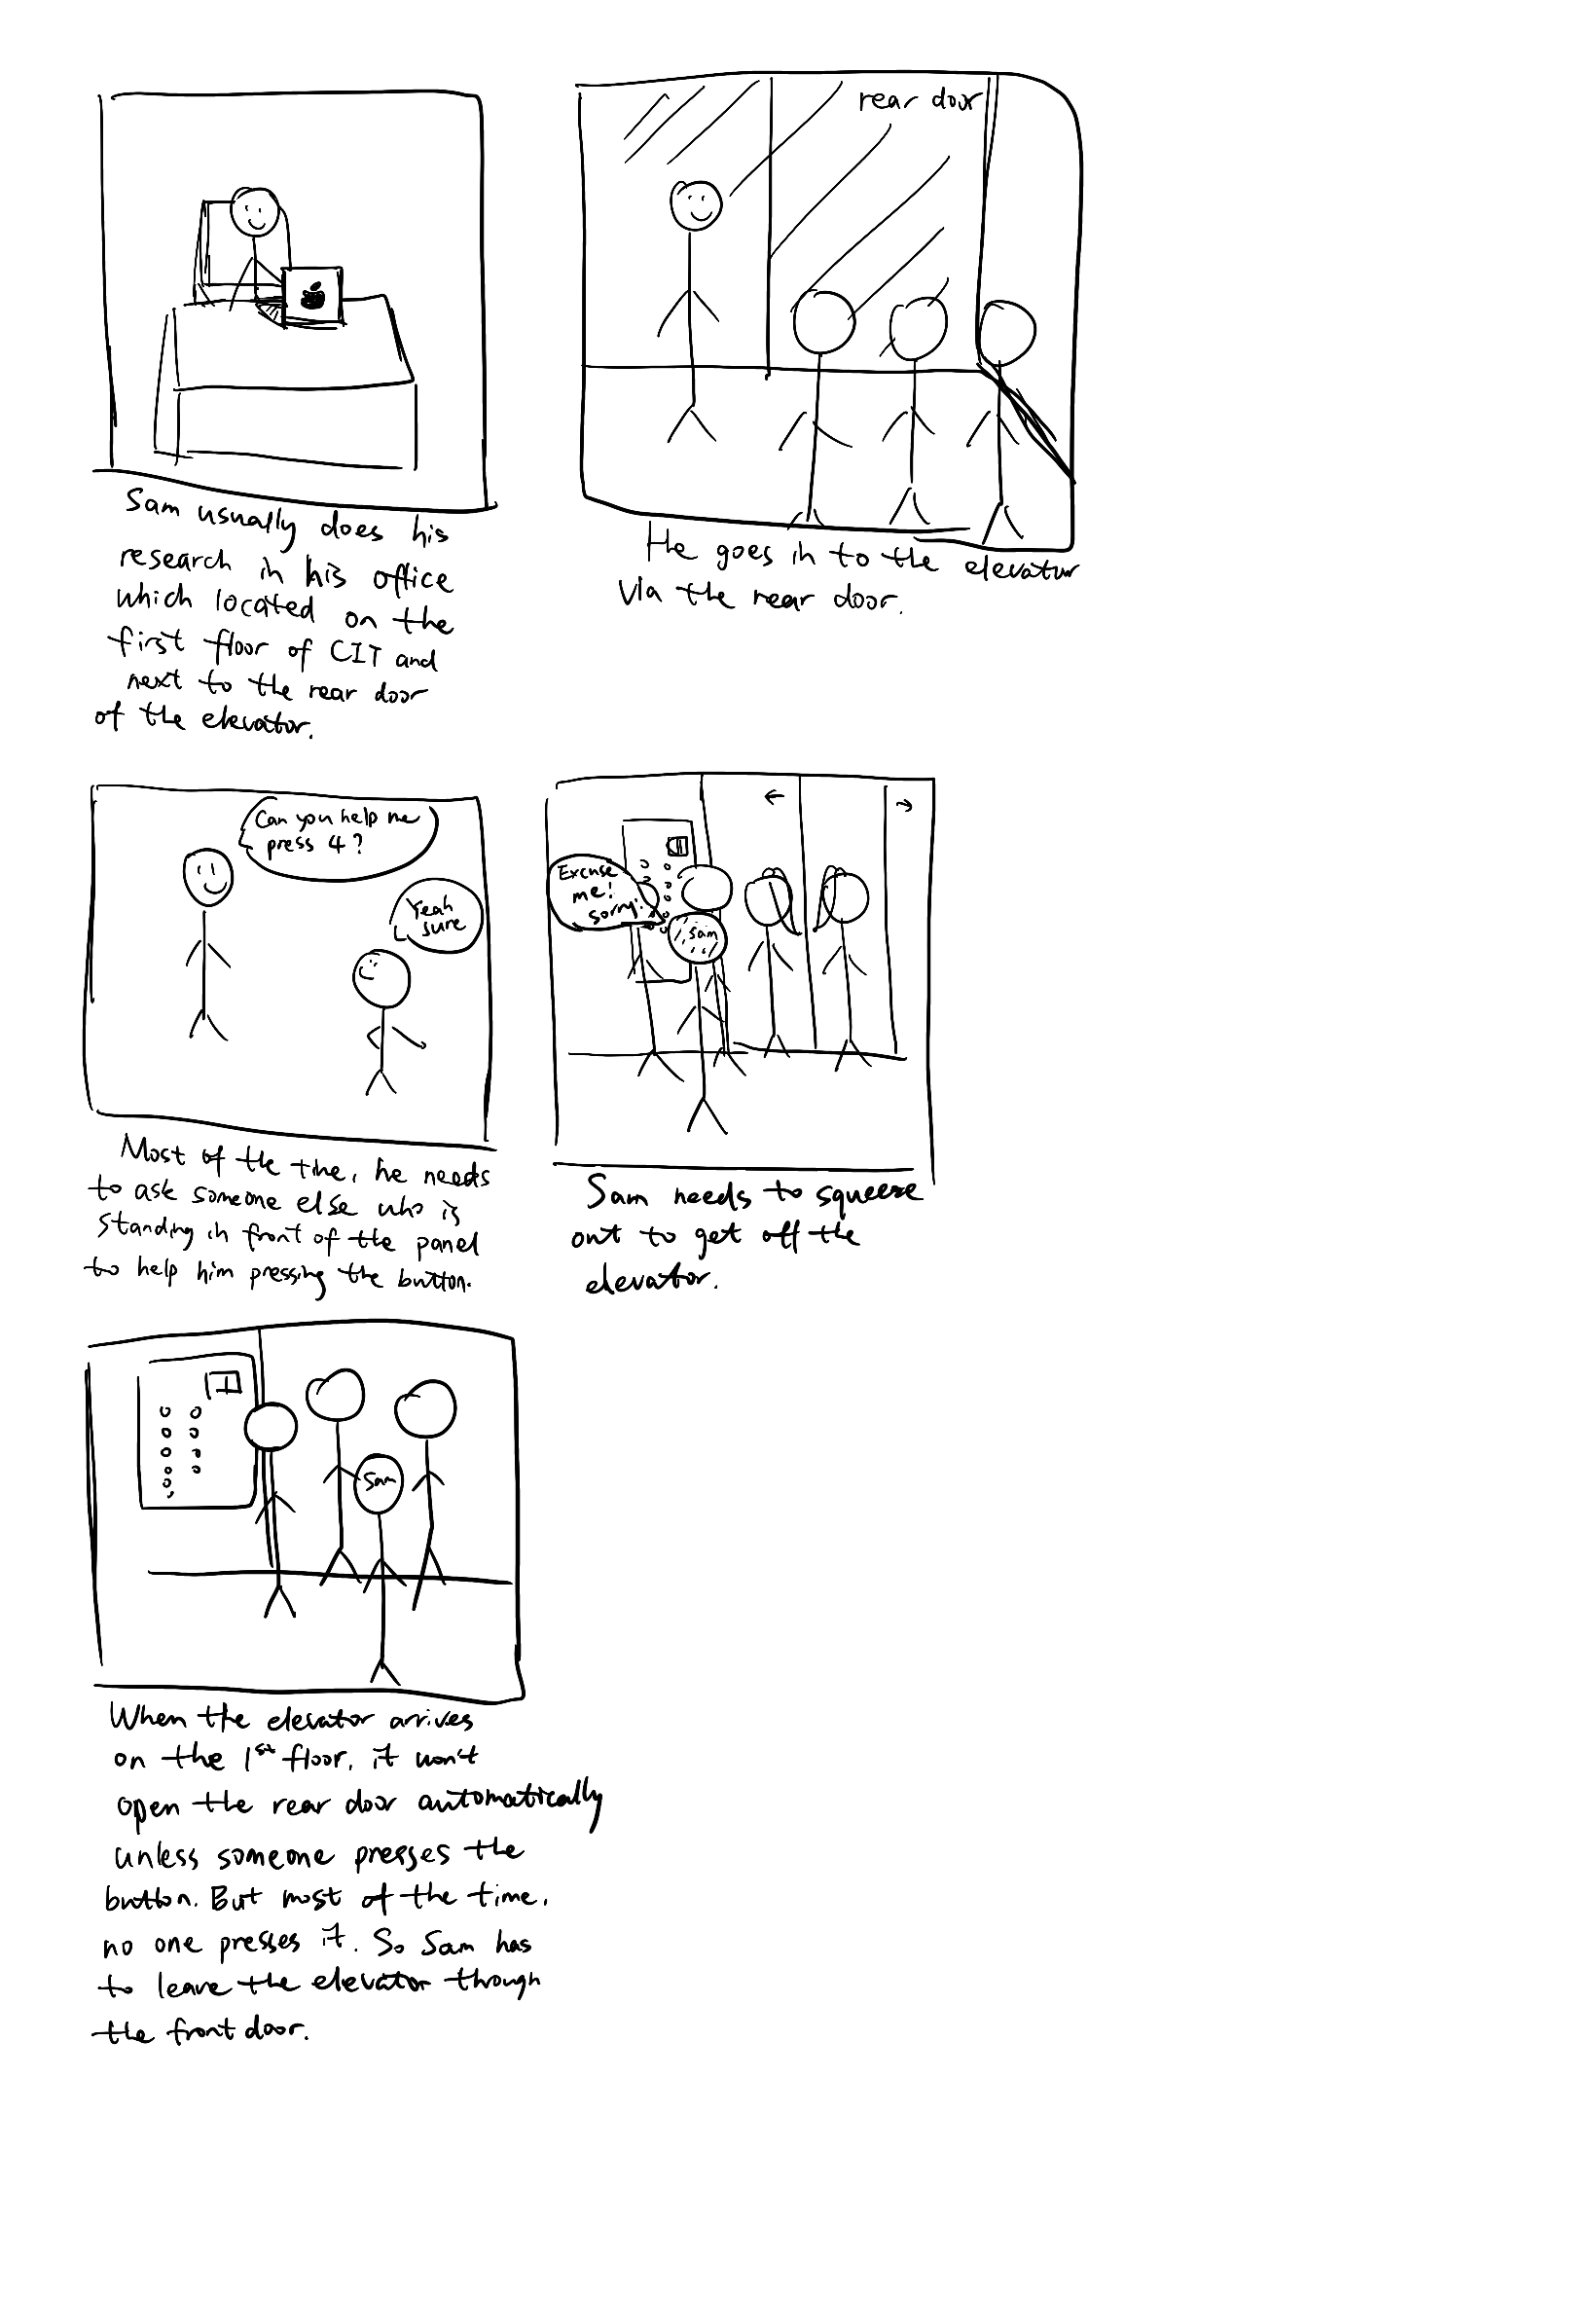 Sam usually does his
research in his office
which located on the
first floor of CIT and
next to the rear door
of the elevator.
rear door
He goes in to the elevator
via the rear door.
Can you help me
press 4?
Yeah
sure
Most of the time, he needs
to ask someone else who is
standing in front of the panel
to help him pressing the button.
←
→
Excuse
me!
sorry!
Sam
Sam needs to squeeze
out to get off the
elevator.
1
Sam
When the elevator arrives
on the 1st floor, it won't
open the rear door automatically
unless someone presses the
button. But most of the time,
no one presses it. So Sam has
to leave the elevator through
the front door.